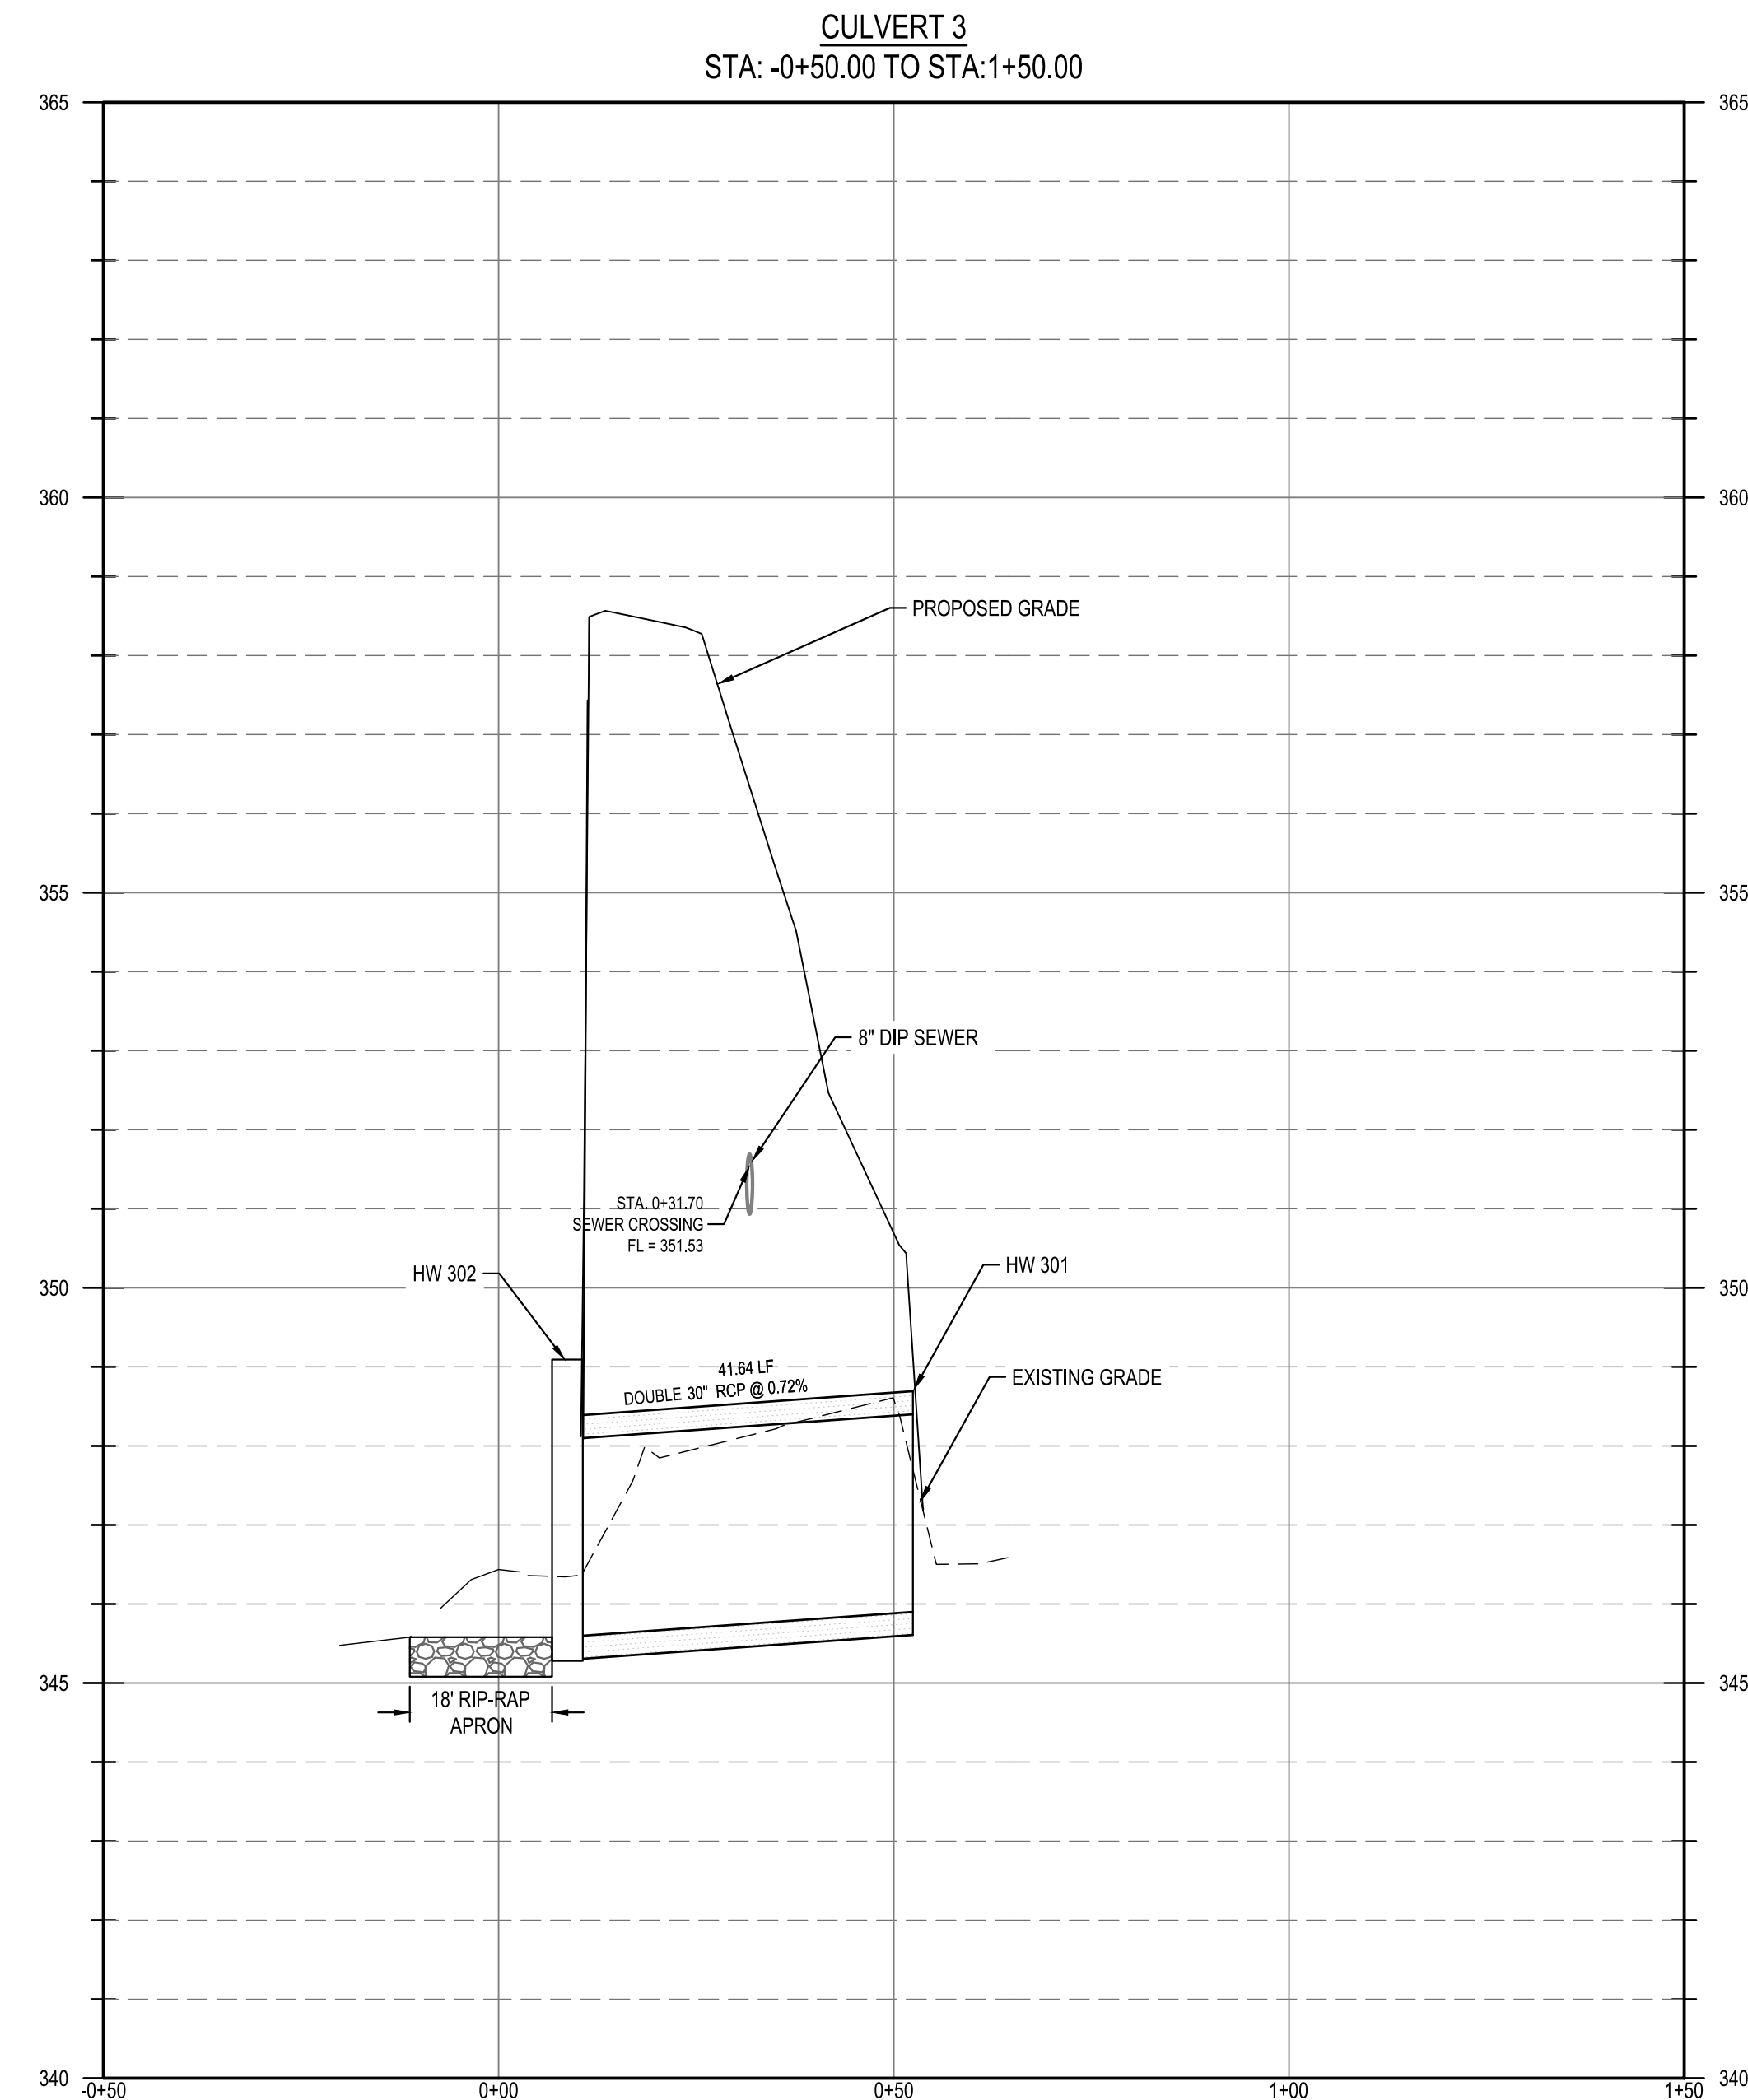 CULVERT 3
STA: -0+50.00 TO STA:1+50.00
365
365
360
360
PROPOSED GRADE
355
355
8" DIP SEWER
STA. 0+31.70
SEWER CROSSING
FL = 351.53
HW 302
HW 301
350
350
41.64 LF
DOUBLE 30" RCP @ 0.72%
EXISTING GRADE
345
345
18' RIP-RAP
APRON
340
340
-0+50
0+00
0+50
1+00
1+50